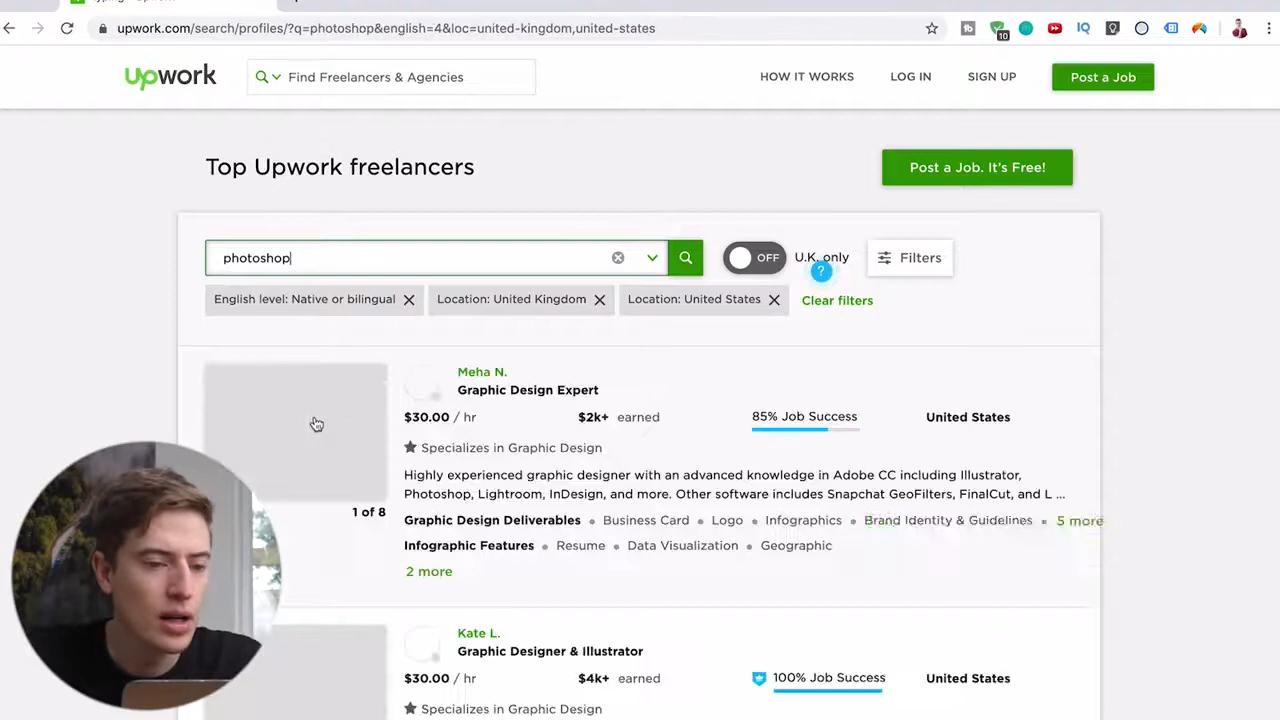 upwork.com/search/profiles/?q=photoshop&english=4&loc=united-kingdom,united-states
10
upwork
Find Freelancers & Agencies
HOW IT WORKS
LOG IN
SIGN UP
Post a Job
Top Upwork freelancers
Post a Job. It's Free!
photoshop
OFF
U.K. only
?
Filters
English level: Native or bilingual
Location: United Kingdom
Location: United States
Clear filters
Meha N.
Graphic Design Expert
$30.00 / hr
$2k+ earned
85% Job Success
United States
Specializes in Graphic Design
Highly experienced graphic designer with an advanced knowledge in Adobe CC including Illustrator,
Photoshop, Lightroom, InDesign, and more. Other software includes Snapchat GeoFilters, FinalCut, and L ...
1 of 8
Graphic Design Deliverables • Business Card • Logo • Infographics • Brand Identity & Guidelines • 5 more
Infographic Features • Resume • Data Visualization • Geographic
2 more
Kate L.
Graphic Designer & Illustrator
$30.00 / hr
$4k+ earned
100% Job Success
United States
Specializes in Graphic Design